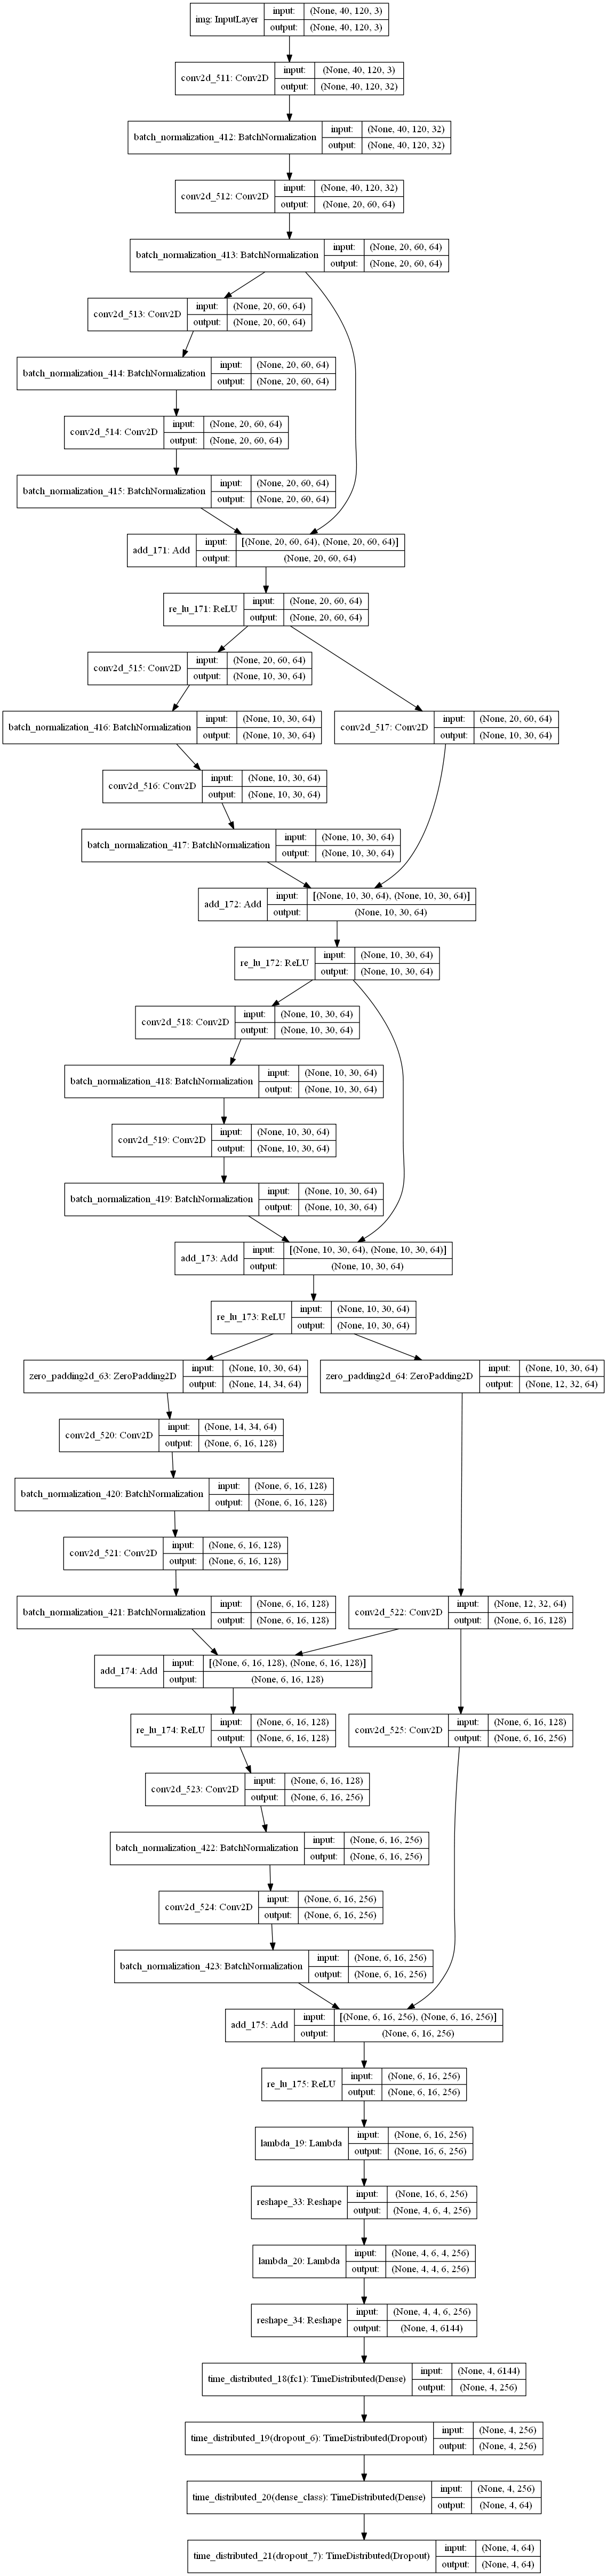 img: InputLayer
input: (None, 40, 120, 3)
output: (None, 40, 120, 3)
conv2d_511: Conv2D
input: (None, 40, 120, 3)
output: (None, 40, 120, 32)
batch_normalization_412: BatchNormalization
input: (None, 40, 120, 32)
output: (None, 40, 120, 32)
conv2d_512: Conv2D
input: (None, 40, 120, 32)
output: (None, 20, 60, 64)
batch_normalization_413: BatchNormalization
input: (None, 20, 60, 64)
output: (None, 20, 60, 64)
conv2d_513: Conv2D
input: (None, 20, 60, 64)
output: (None, 20, 60, 64)
batch_normalization_414: BatchNormalization
input: (None, 20, 60, 64)
output: (None, 20, 60, 64)
conv2d_514: Conv2D
input: (None, 20, 60, 64)
output: (None, 20, 60, 64)
batch_normalization_415: BatchNormalization
input: (None, 20, 60, 64)
output: (None, 20, 60, 64)
add_171: Add
input: [(None, 20, 60, 64), (None, 20, 60, 64)]
output: (None, 20, 60, 64)
re_lu_171: ReLU
input: (None, 20, 60, 64)
output: (None, 20, 60, 64)
conv2d_515: Conv2D
input: (None, 20, 60, 64)
output: (None, 10, 30, 64)
batch_normalization_416: BatchNormalization
input: (None, 10, 30, 64)
output: (None, 10, 30, 64)
conv2d_517: Conv2D
input: (None, 20, 60, 64)
output: (None, 10, 30, 64)
conv2d_516: Conv2D
input: (None, 10, 30, 64)
output: (None, 10, 30, 64)
batch_normalization_417: BatchNormalization
input: (None, 10, 30, 64)
output: (None, 10, 30, 64)
add_172: Add
input: [(None, 10, 30, 64), (None, 10, 30, 64)]
output: (None, 10, 30, 64)
re_lu_172: ReLU
input: (None, 10, 30, 64)
output: (None, 10, 30, 64)
conv2d_518: Conv2D
input: (None, 10, 30, 64)
output: (None, 10, 30, 64)
batch_normalization_418: BatchNormalization
input: (None, 10, 30, 64)
output: (None, 10, 30, 64)
conv2d_519: Conv2D
input: (None, 10, 30, 64)
output: (None, 10, 30, 64)
batch_normalization_419: BatchNormalization
input: (None, 10, 30, 64)
output: (None, 10, 30, 64)
add_173: Add
input: [(None, 10, 30, 64), (None, 10, 30, 64)]
output: (None, 10, 30, 64)
re_lu_173: ReLU
input: (None, 10, 30, 64)
output: (None, 10, 30, 64)
zero_padding2d_63: ZeroPadding2D
input: (None, 10, 30, 64)
output: (None, 14, 34, 64)
zero_padding2d_64: ZeroPadding2D
input: (None, 10, 30, 64)
output: (None, 12, 32, 64)
conv2d_520: Conv2D
input: (None, 14, 34, 64)
output: (None, 6, 16, 128)
batch_normalization_420: BatchNormalization
input: (None, 6, 16, 128)
output: (None, 6, 16, 128)
conv2d_521: Conv2D
input: (None, 6, 16, 128)
output: (None, 6, 16, 128)
batch_normalization_421: BatchNormalization
input: (None, 6, 16, 128)
output: (None, 6, 16, 128)
conv2d_522: Conv2D
input: (None, 12, 32, 64)
output: (None, 6, 16, 128)
add_174: Add
input: [(None, 6, 16, 128), (None, 6, 16, 128)]
output: (None, 6, 16, 128)
re_lu_174: ReLU
input: (None, 6, 16, 128)
output: (None, 6, 16, 128)
conv2d_525: Conv2D
input: (None, 6, 16, 128)
output: (None, 6, 16, 256)
conv2d_523: Conv2D
input: (None, 6, 16, 128)
output: (None, 6, 16, 256)
batch_normalization_422: BatchNormalization
input: (None, 6, 16, 256)
output: (None, 6, 16, 256)
conv2d_524: Conv2D
input: (None, 6, 16, 256)
output: (None, 6, 16, 256)
batch_normalization_423: BatchNormalization
input: (None, 6, 16, 256)
output: (None, 6, 16, 256)
add_175: Add
input: [(None, 6, 16, 256), (None, 6, 16, 256)]
output: (None, 6, 16, 256)
re_lu_175: ReLU
input: (None, 6, 16, 256)
output: (None, 6, 16, 256)
lambda_19: Lambda
input: (None, 6, 16, 256)
output: (None, 16, 6, 256)
reshape_33: Reshape
input: (None, 16, 6, 256)
output: (None, 4, 6, 4, 256)
lambda_20: Lambda
input: (None, 4, 6, 4, 256)
output: (None, 4, 4, 6, 256)
reshape_34: Reshape
input: (None, 4, 4, 6, 256)
output: (None, 4, 6144)
time_distributed_18(fc1): TimeDistributed(Dense)
input: (None, 4, 6144)
output: (None, 4, 256)
time_distributed_19(dropout_6): TimeDistributed(Dropout)
input: (None, 4, 256)
output: (None, 4, 256)
time_distributed_20(dense_class): TimeDistributed(Dense)
input: (None, 4, 256)
output: (None, 4, 64)
time_distributed_21(dropout_7): TimeDistributed(Dropout)
input: (None, 4, 64)
output: (None, 4, 64)